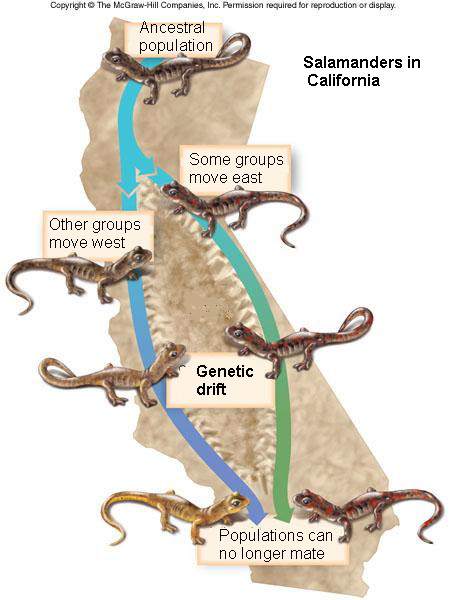 Copyright © The McGraw-Hill Companies, Inc. Permission required for reproduction or display.
Ancestral
population
Salamanders in
California
Some groups
move east
Other groups
move west
Genetic
drift
Populations can
no longer mate